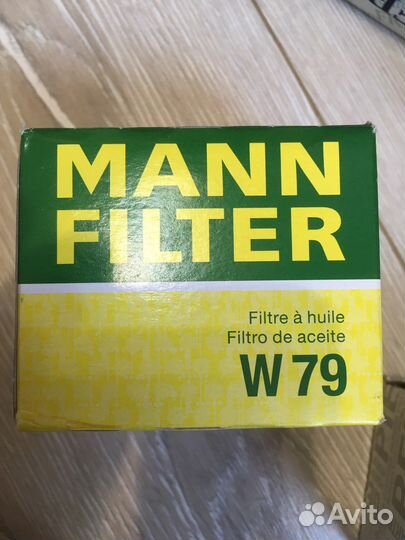 MANN
FILTER
Filtre à huile
Filtro de aceite
W 79
Avito